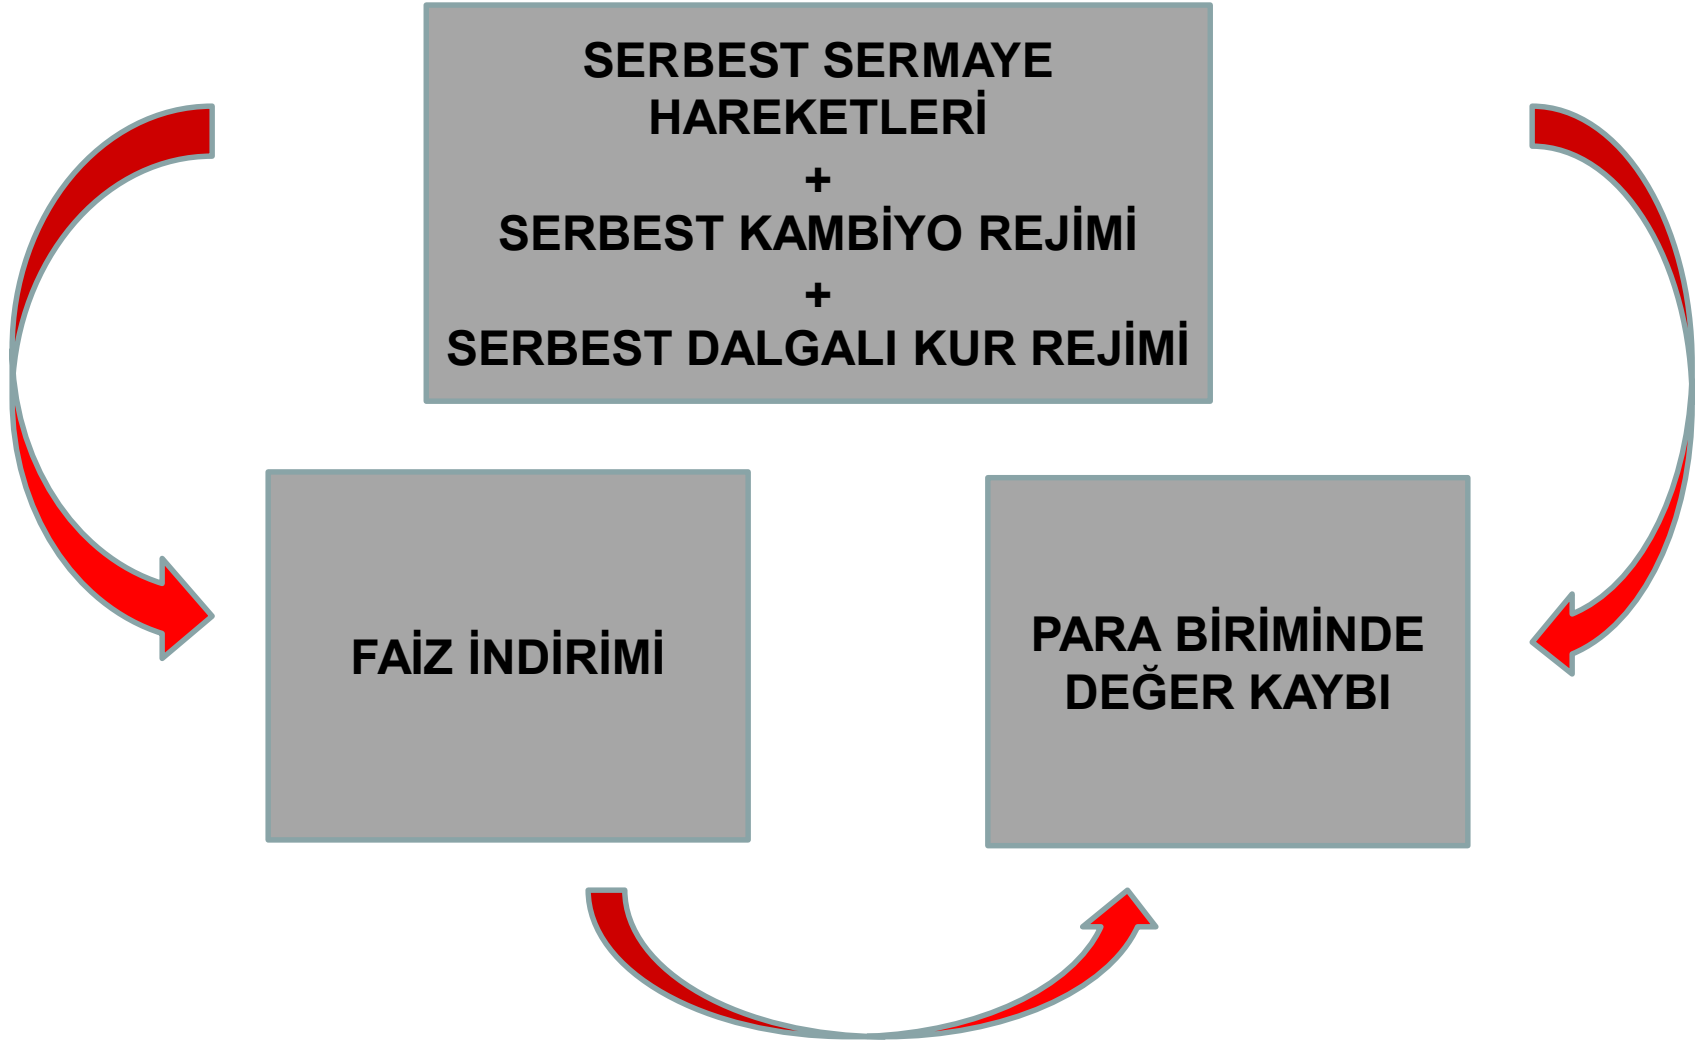 SERBEST SERMAYE
HAREKETLERİ
+
SERBEST KAMBİYO REJİMİ
+
SERBEST DALGALI KUR REJİMİ
FAİZ İNDİRİMİ
PARA BİRİMİNDE
DEĞER KAYBI